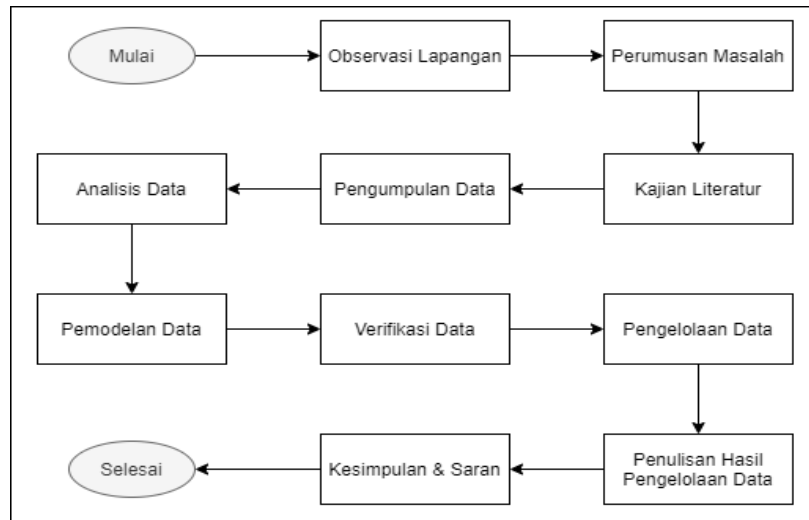 Mulai
Observasi Lapangan
Perumusan Masalah
Kajian Literatur
Pengumpulan Data
Analisis Data
Pemodelan Data
Verifikasi Data
Pengelolaan Data
Penulisan Hasil
Pengelolaan Data
Kesimpulan & Saran
Selesai